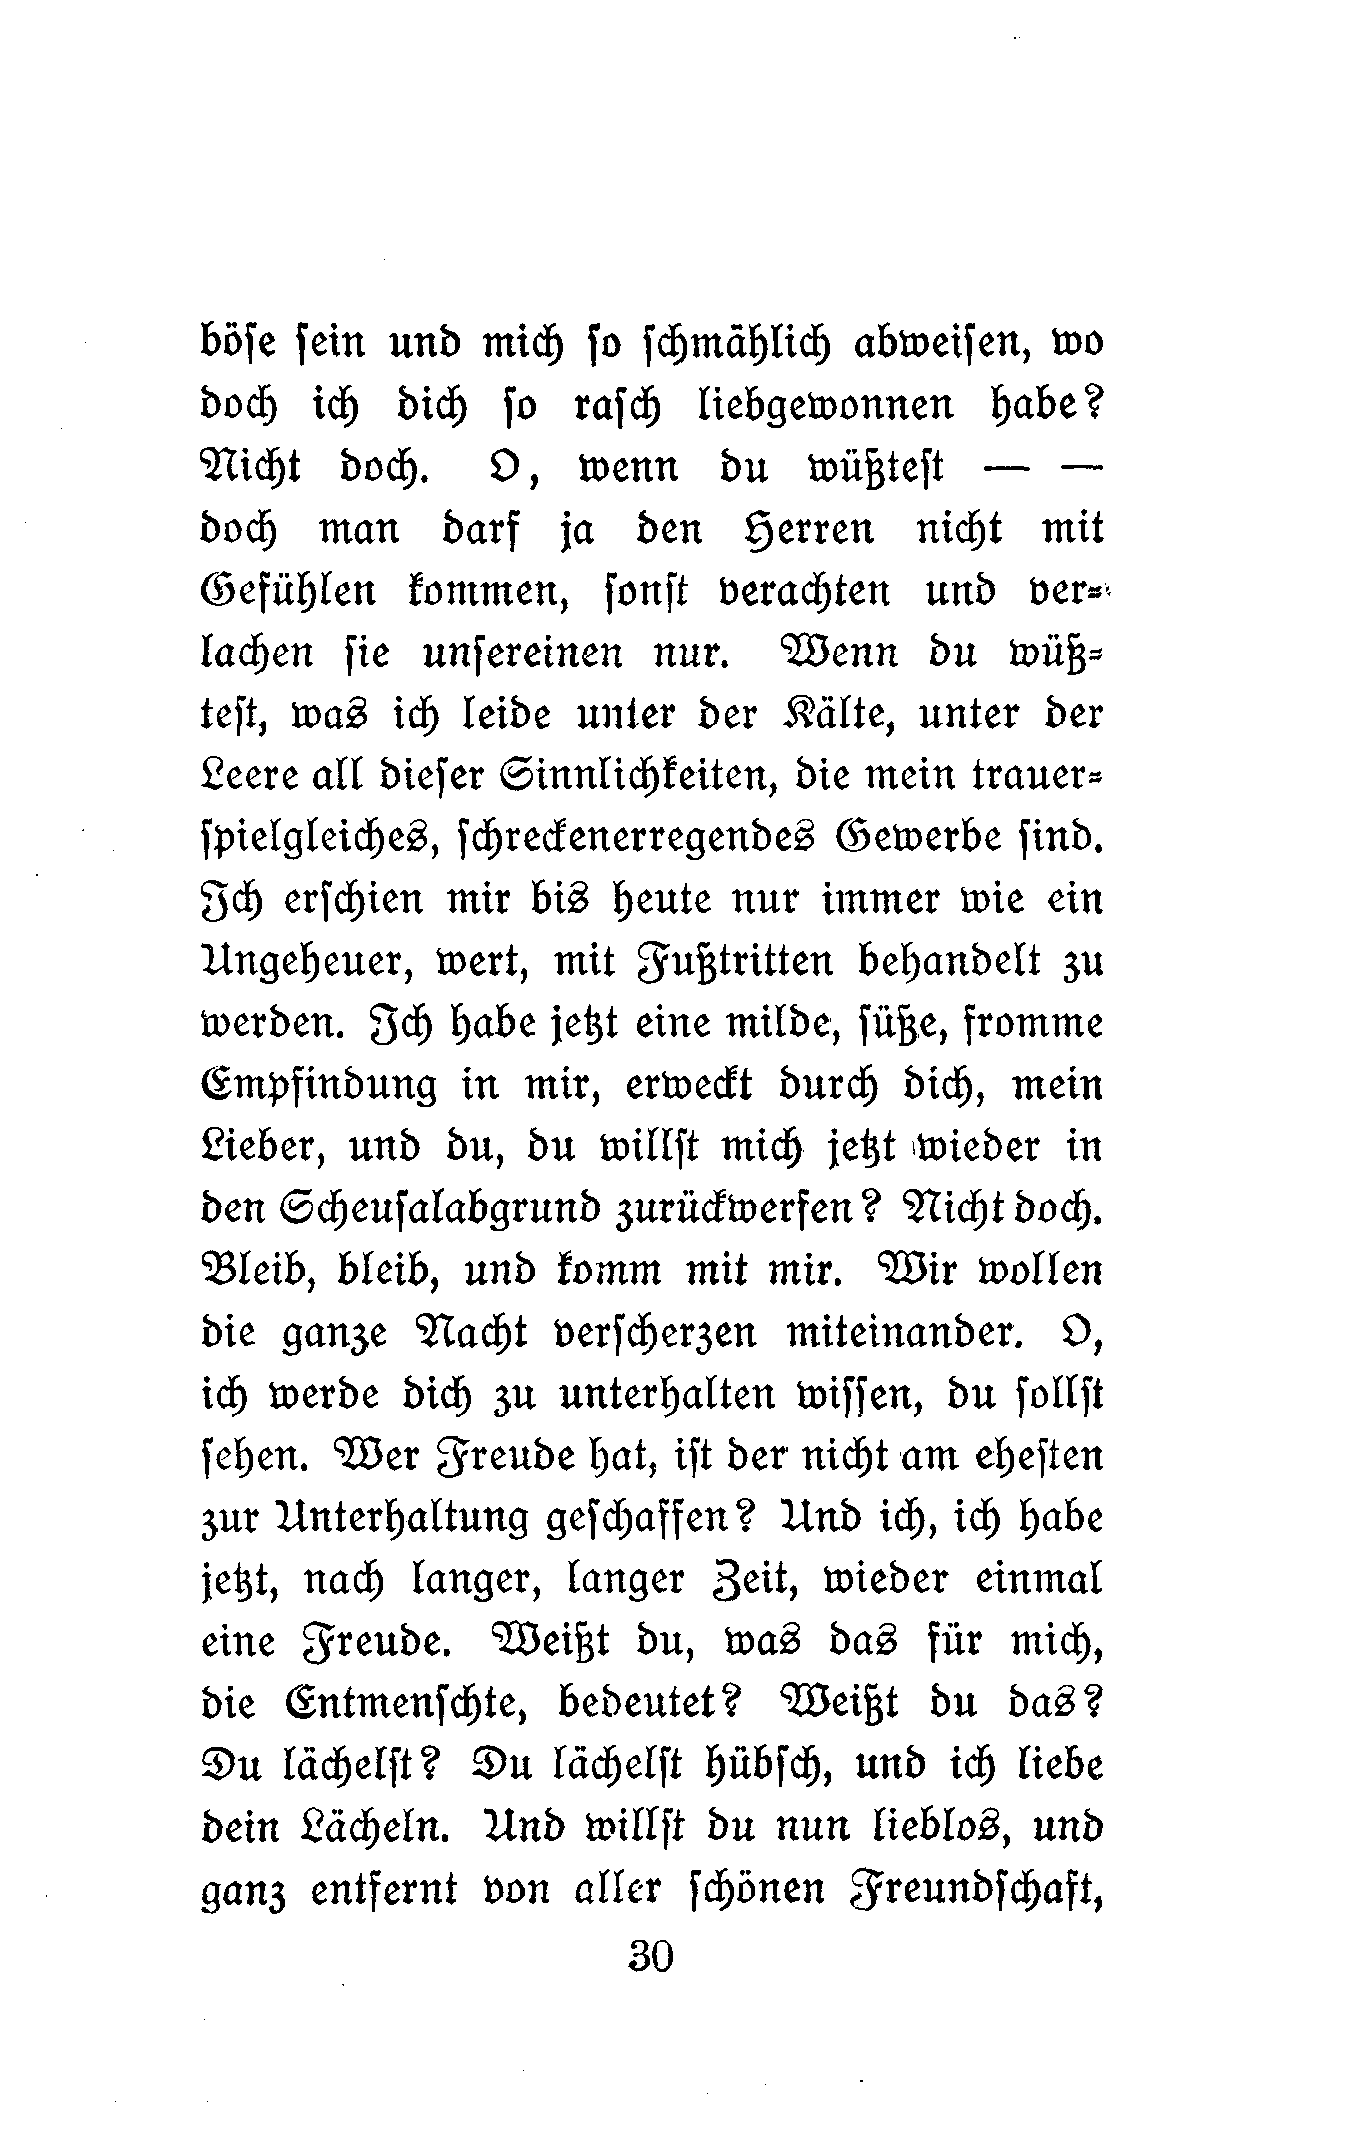 böse sein und mich so schmählich abweisen, wo
doch ich dich so rasch liebgewonnen habe?
Nicht doch. O, wenn du wüßtest — —
doch man darf ja den Herren nicht mit
Gefühlen kommen, sonst verachten und ver-
lachen sie unsereinen nur. Wenn du wüß-
test, was ich leide unter der Kälte, unter der
Leere all dieser Sinnlichkeiten, die mein trauer-
spielgleiches, schreckenerregendes Gewerbe sind.
Ich erschien mir bis heute nur immer wie ein
Ungeheuer, wert, mit Fußtritten behandelt zu
werden. Ich habe jetzt eine milde, süße, fromme
Empfindung in mir, erweckt durch dich, mein
Lieber, und du, du willst mich jetzt wieder in
den Scheusalabgrund zurückwerfen? Nicht doch.
Bleib, bleib, und komm mit mir. Wir wollen
die ganze Nacht verscherzen miteinander. O,
ich werde dich zu unterhalten wissen, du sollst
sehen. Wer Freude hat, ist der nicht am ehesten
zur Unterhaltung geschaffen? Und ich, ich habe
jetzt, nach langer, langer Zeit, wieder einmal
eine Freude. Weißt du, was das für mich,
die Entmenschte, bedeutet? Weißt du das?
Du lächelst? Du lächelst hübsch, und ich liebe
dein Lächeln. Und willst du nun lieblos, und
ganz entfernt von aller schönen Freundschaft,
30